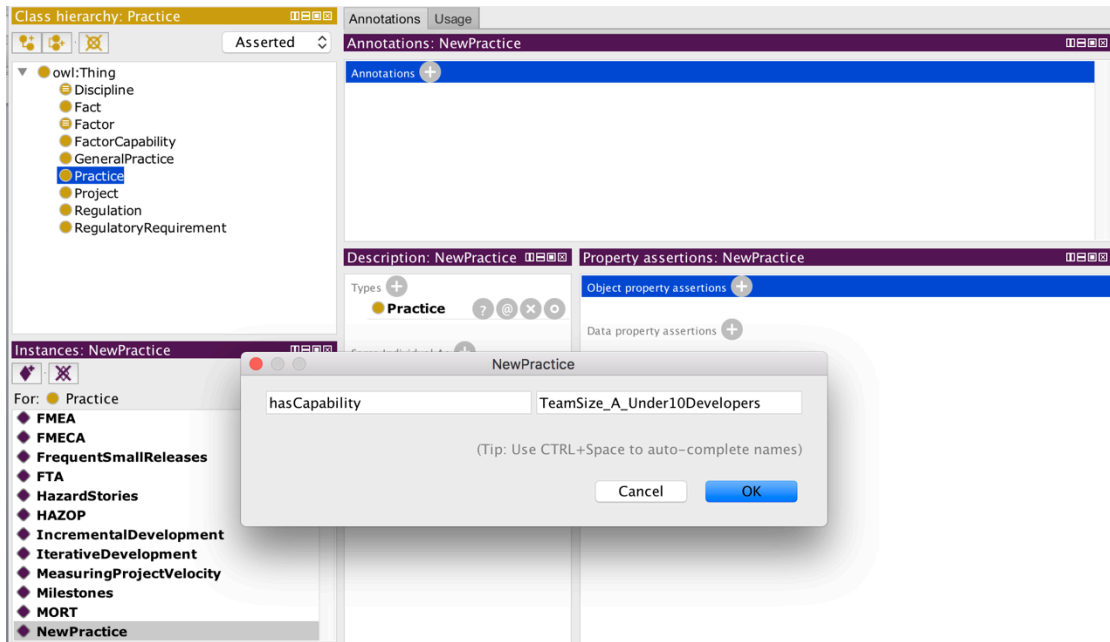 Class hierarchy: Practice
Asserted
owl:Thing
Discipline
Fact
Factor
FactorCapability
GeneralPractice
Practice
Project
Regulation
RegulatoryRequirement
Annotations Usage
Annotations: NewPractice
Annotations
Description: NewPractice
Types
Practice
Same Individual As
Property assertions: NewPractice
Object property assertions
Data property assertions
Instances: NewPractice
For: Practice
FMEA
FMECA
FrequentSmallReleases
FTA
HazardStories
HAZOP
IncrementalDevelopment
IterativeDevelopment
MeasuringProjectVelocity
Milestones
MORT
NewPractice
NewPractice
hasCapability TeamSize_A_Under10Developers
(Tip: Use CTRL+Space to auto-complete names)
Cancel OK